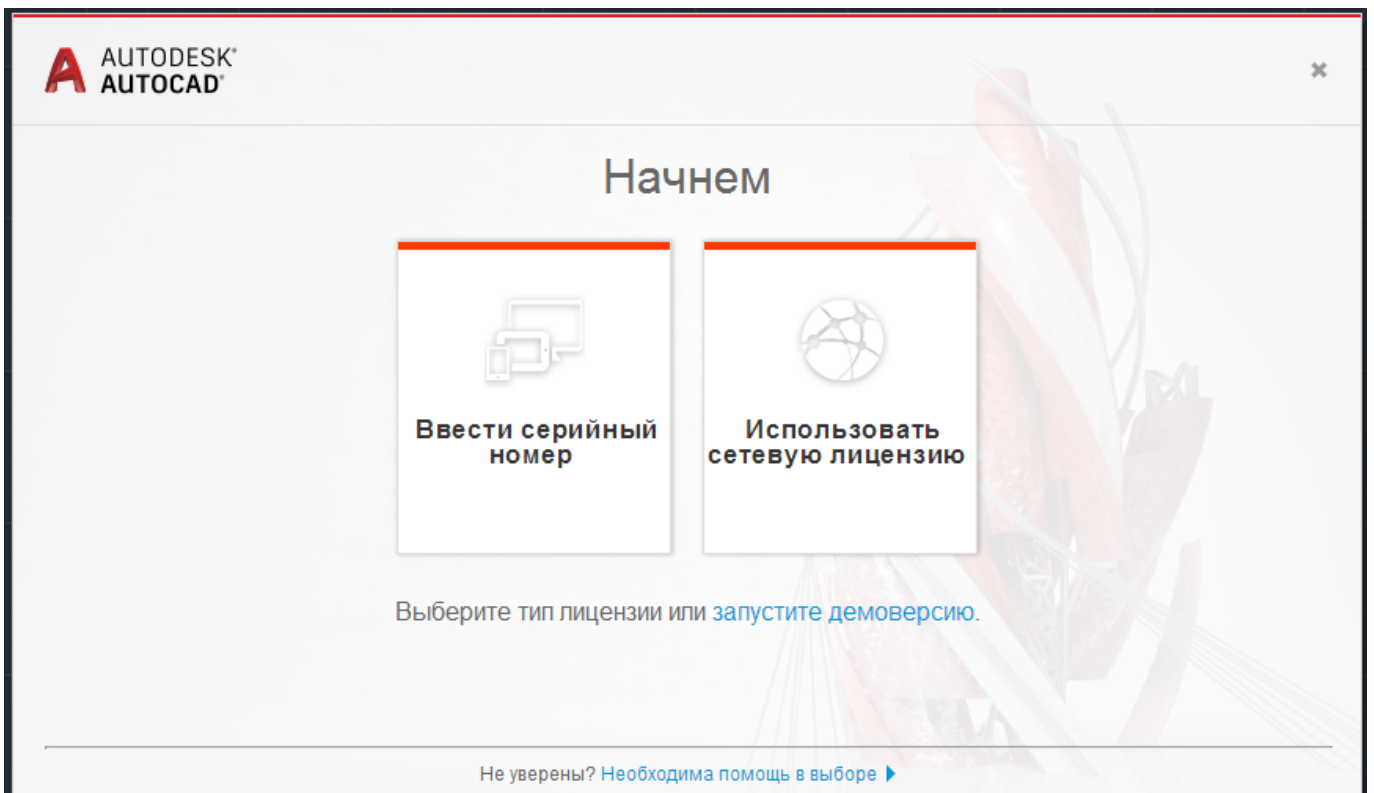 AUTODESK®
AUTOCAD®
Начнем
Ввести серийный
номер
Использовать
сетевую лицензию
Выберите тип лицензии или запустите демоверсию.
Не уверены? Необходима помощь в выборе